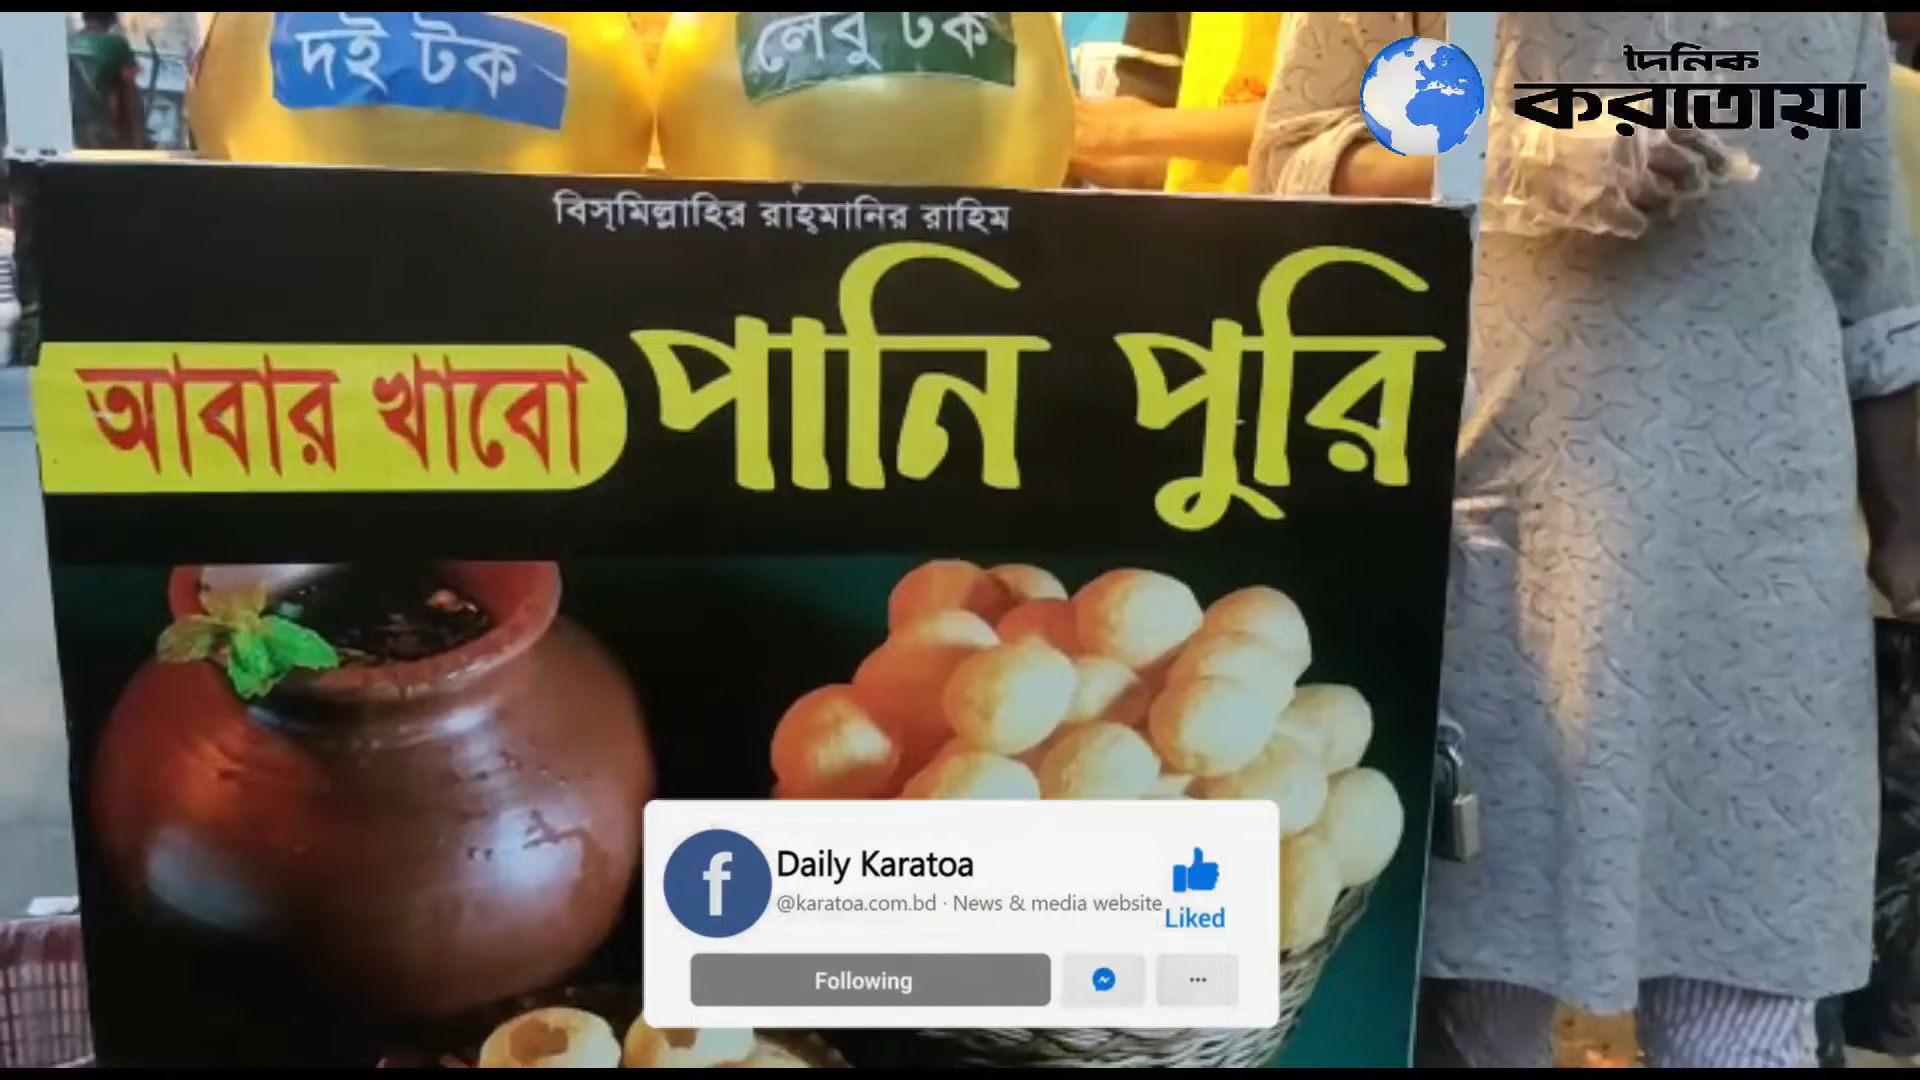 দই টক
লেবু টক
দৈনিক
করতোয়া
বিস্‌মিল্লাহির রাহ্‌মানির রাহিম
আবার খাবো পানি পুরি
Daily Karatoa
@karatoa.com.bd · News & media website
Liked
Following